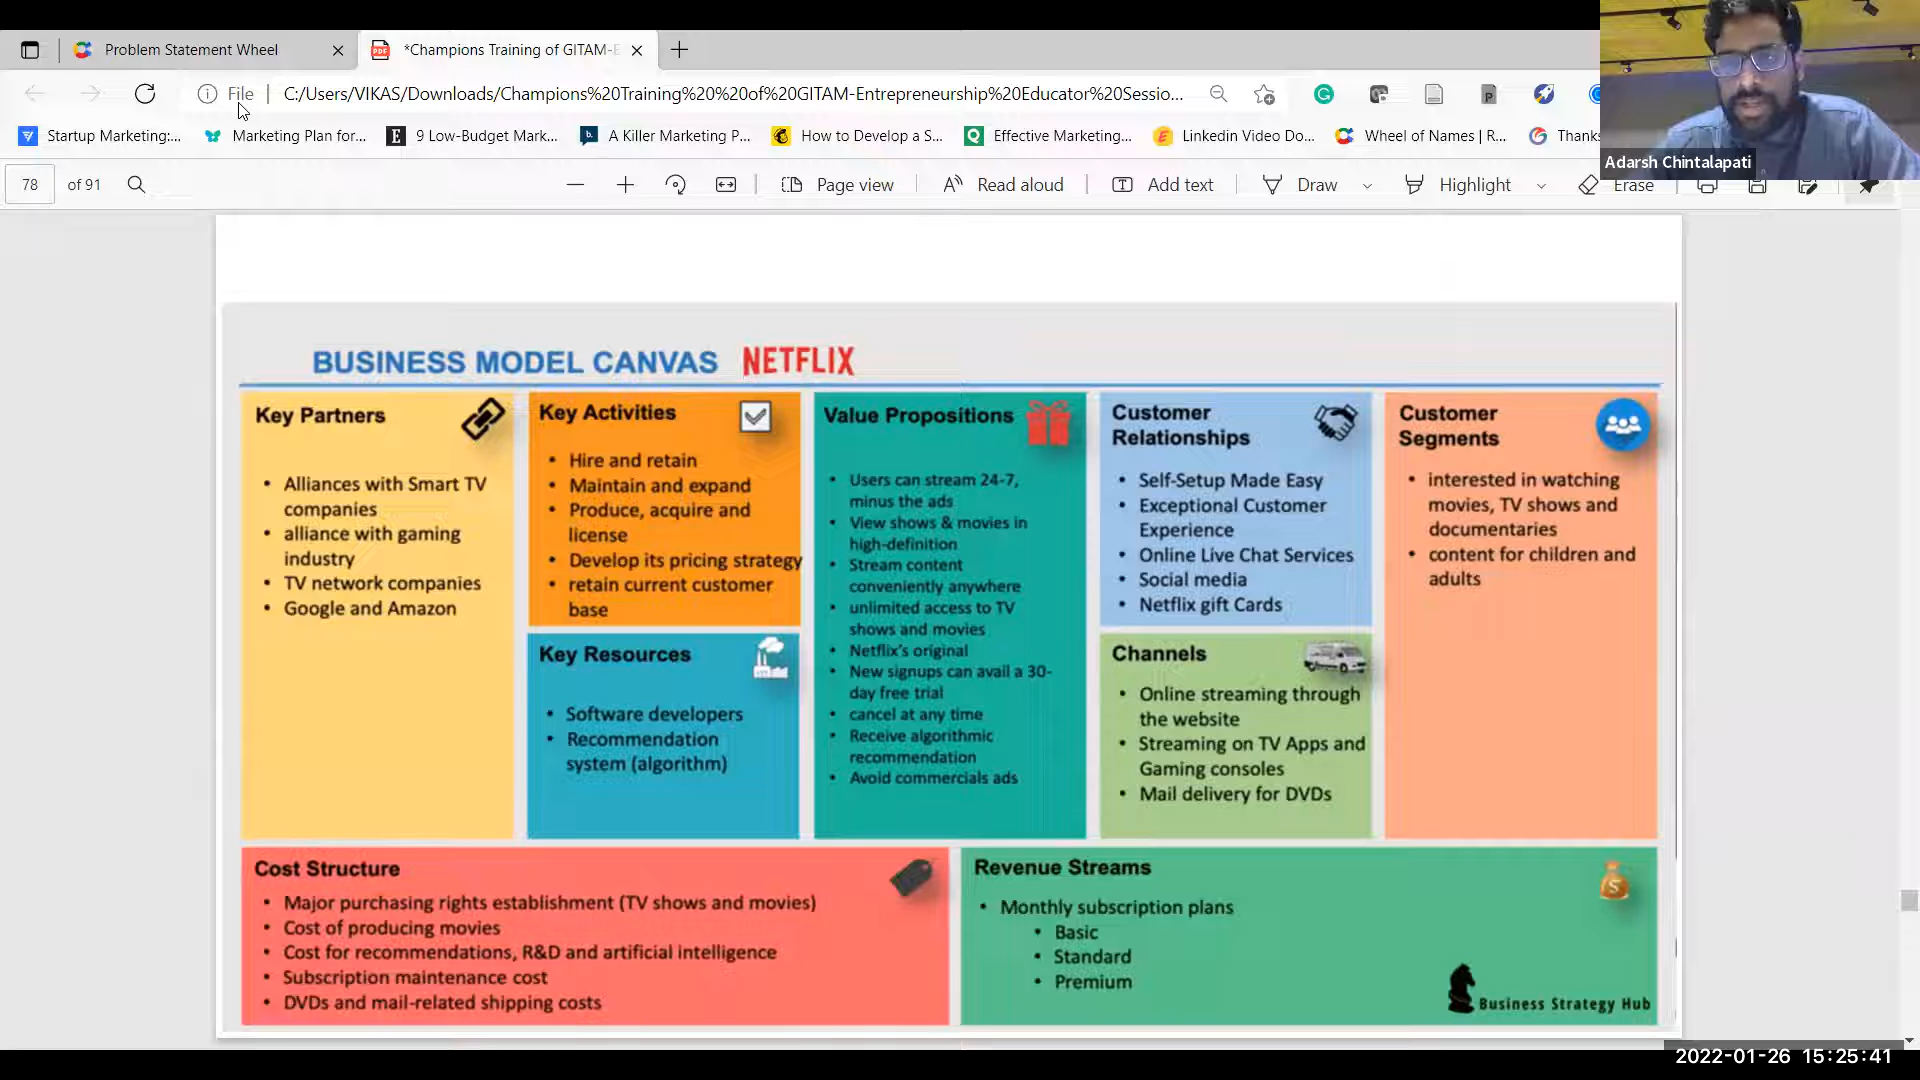 Problem Statement Wheel
*Champions Training of GITAM-E
File
C:/Users/VIKAS/Downloads/Champions%20Training%20%20of%20GITAM-Entrepreneurship%20Educator%20Sessio...
Startup Marketing:...
Marketing Plan for...
9 Low-Budget Mark...
A Killer Marketing P...
How to Develop a S...
Effective Marketing...
Linkedin Video Do...
Wheel of Names | R...
Thanks
Adarsh Chintalapati
78 of 91
Page view
Read aloud
Add text
Draw
Highlight
Erase
BUSINESS MODEL CANVAS NETFLIX
Key Partners
• Alliances with Smart TV
companies
• alliance with gaming
industry
• TV network companies
• Google and Amazon
Key Activities
• Hire and retain
• Maintain and expand
• Produce, acquire and
license
• Develop its pricing strategy
• retain current customer
base
Key Resources
• Software developers
• Recommendation
system (algorithm)
Value Propositions
• Users can stream 24-7,
minus the ads
• View shows & movies in
high-definition
• Stream content
conveniently anywhere
• unlimited access to TV
shows and movies
• Netflix's original
• New signups can avail a 30-
day free trial
• cancel at any time
• Receive algorithmic
recommendation
• Avoid commercials ads
Customer
Relationships
• Self-Setup Made Easy
• Exceptional Customer
Experience
• Online Live Chat Services
• Social media
• Netflix gift Cards
Channels
• Online streaming through
the website
• Streaming on TV Apps and
Gaming consoles
• Mail delivery for DVDs
Customer
Segments
• interested in watching
movies, TV shows and
documentaries
• content for children and
adults
Cost Structure
• Major purchasing rights establishment (TV shows and movies)
• Cost of producing movies
• Cost for recommendations, R&D and artificial intelligence
• Subscription maintenance cost
• DVDs and mail-related shipping costs
Revenue Streams
• Monthly subscription plans
• Basic
• Standard
• Premium
Business Strategy Hub
2022-01-26 15:25:41